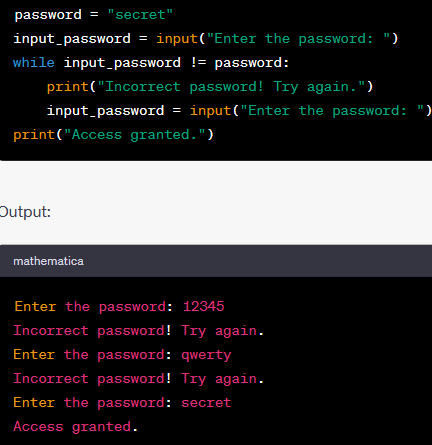 password = "secret"
input_password = input("Enter the password: ")
while input_password != password:
    print("Incorrect password! Try again.")
    input_password = input("Enter the password: ")
print("Access granted.")
Output:
mathematica
Enter the password: 12345
Incorrect password! Try again.
Enter the password: qwerty
Incorrect password! Try again.
Enter the password: secret
Access granted.